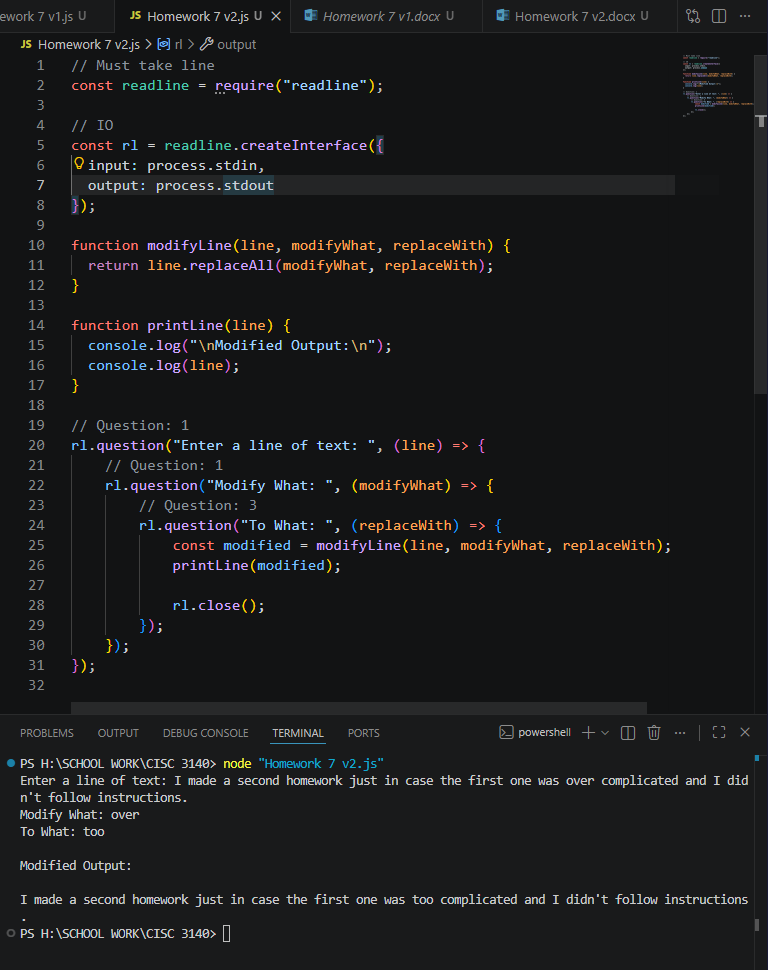 ework 7 v1.js U
JS Homework 7 v2.js U
Homework 7 v1.docx U
Homework 7 v2.docx U
JS Homework 7 v2.js > rl > output
1 // Must take line
2 const readline = require("readline");
3
4 // IO
5 const rl = readline.createInterface({
6 input: process.stdin,
7 output: process.stdout
8 });
9
10 function modifyLine(line, modifyWhat, replaceWith) {
11 return line.replaceAll(modifyWhat, replaceWith);
12 }
13
14 function printLine(line) {
15 console.log("\nModified Output:\n");
16 console.log(line);
17 }
18
19 // Question: 1
20 rl.question("Enter a line of text: ", (line) => {
21 // Question: 1
22 rl.question("Modify What: ", (modifyWhat) => {
23 // Question: 3
24 rl.question("To What: ", (replaceWith) => {
25 const modified = modifyLine(line, modifyWhat, replaceWith);
26 printLine(modified);
27
28 rl.close();
29 });
30 });
31 });
32
PROBLEMS OUTPUT DEBUG CONSOLE TERMINAL PORTS powershell
PS H:\SCHOOL WORK\CISC 3140> node "Homework 7 v2.js"
Enter a line of text: I made a second homework just in case the first one was over complicated and I did
n't follow instructions.
Modify What: over
To What: too
Modified Output:
I made a second homework just in case the first one was too complicated and I didn't follow instructions
.
PS H:\SCHOOL WORK\CISC 3140>